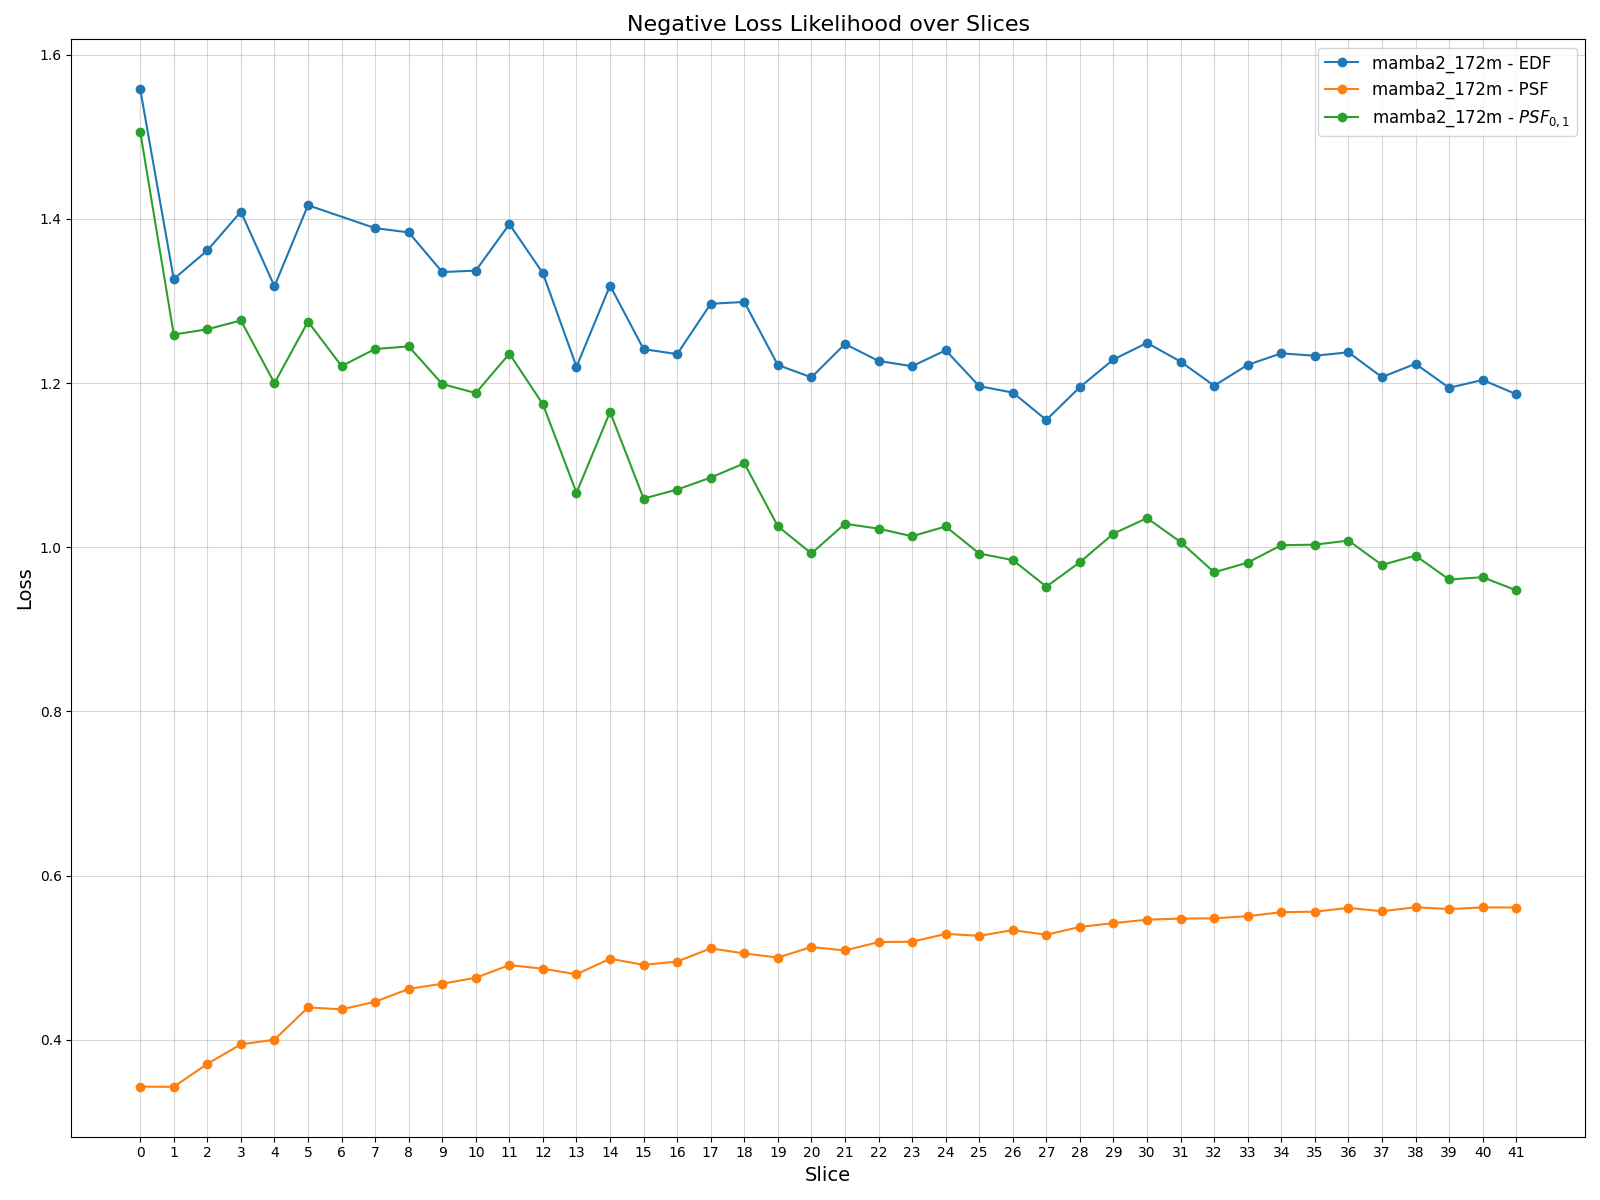 Negative Loss Likelihood over Slices
mamba2_172m - EDF
mamba2_172m - PSF
mamba2_172m - PSF0,1
1.6
1.4
1.2
1.0
0.8
0.6
0.4
Loss
0 1 2 3 4 5 6 7 8 9 10 11 12 13 14 15 16 17 18 19 20 21 22 23 24 25 26 27 28 29 30 31 32 33 34 35 36 37 38 39 40 41
Slice